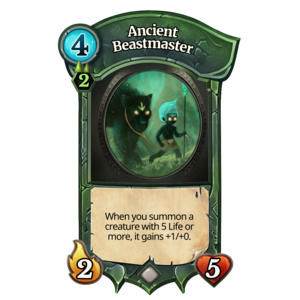 Ancient
Beastmaster
4
2
When you summon a
creature with 5 Life or
more, it gains +1/+0.
2
5